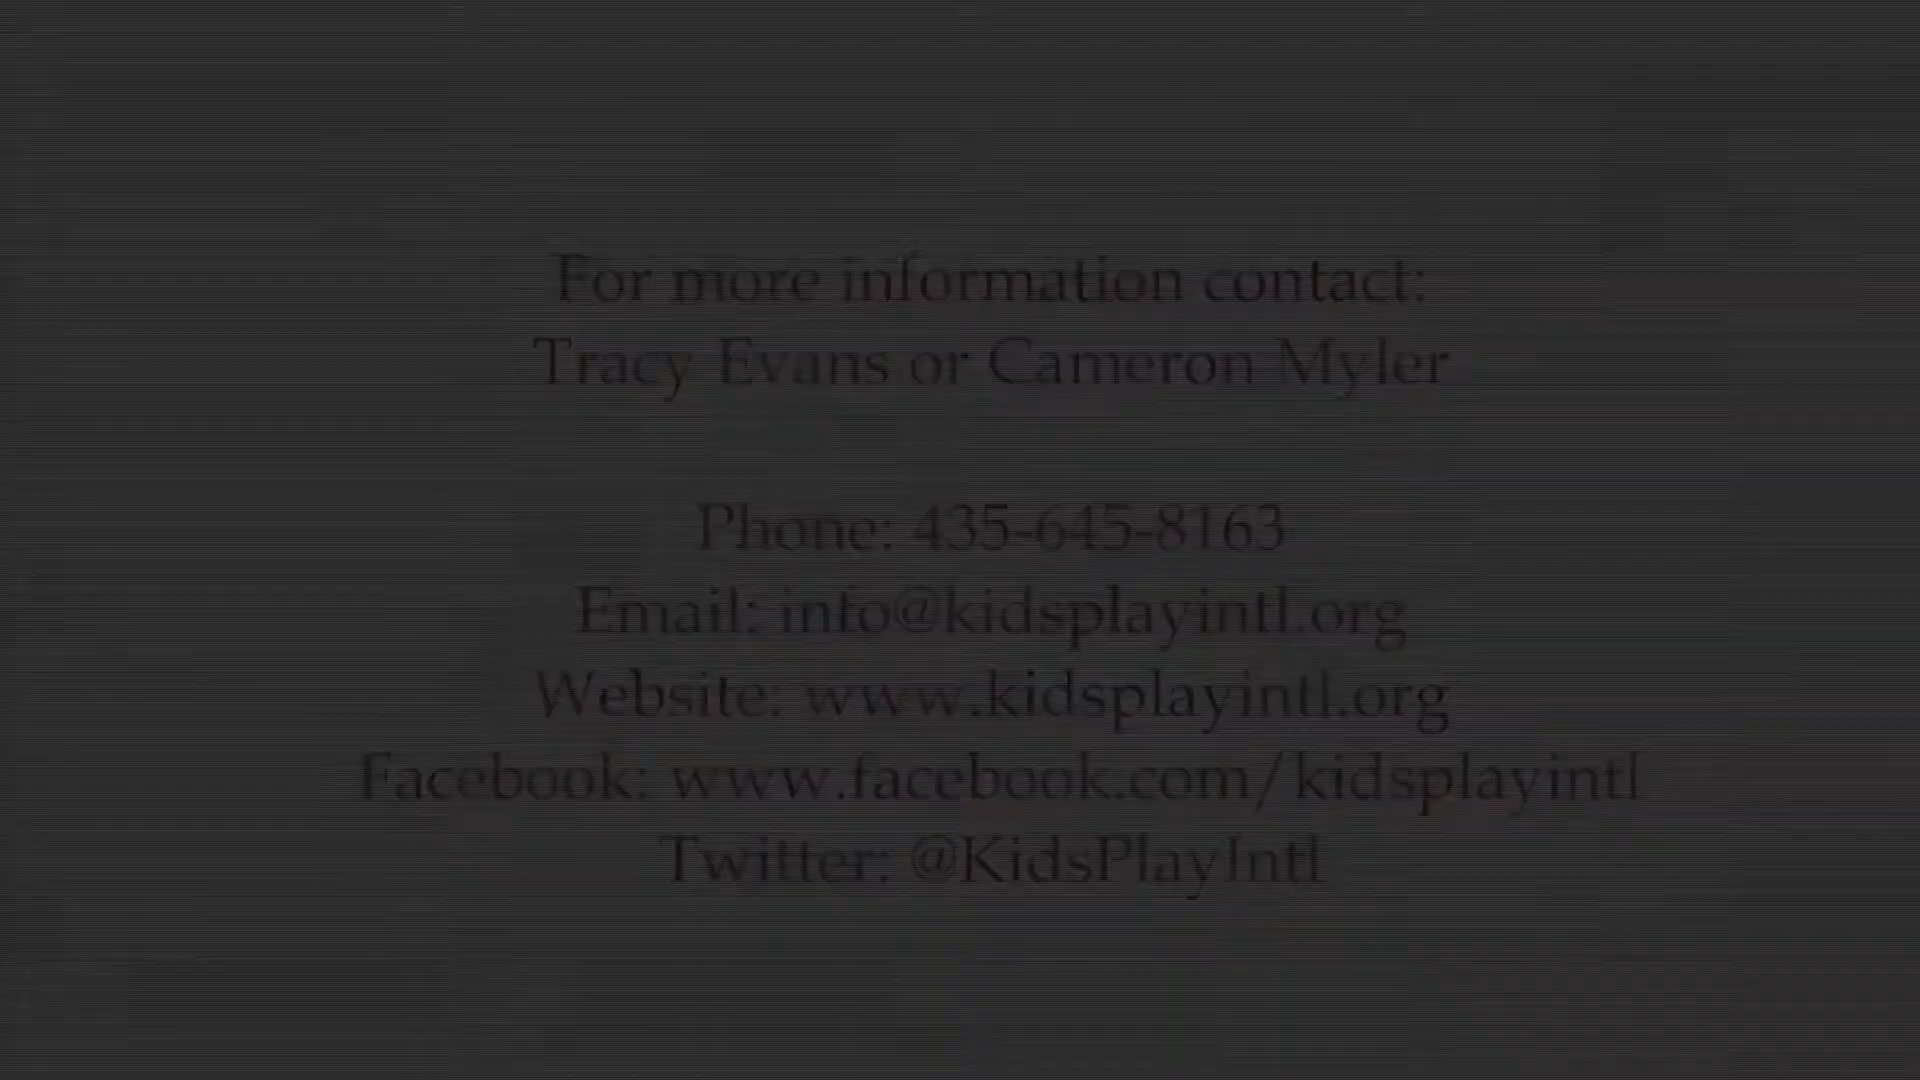 For more information contact:
Tracy Evans or Cameron Myler
Phone: 435-645-8163
Email: info@kidsplayintl.org
Website: www.kidsplayintl.org
Facebook: www.facebook.com/kidsplayintl
Twitter: @KidsPlayIntl